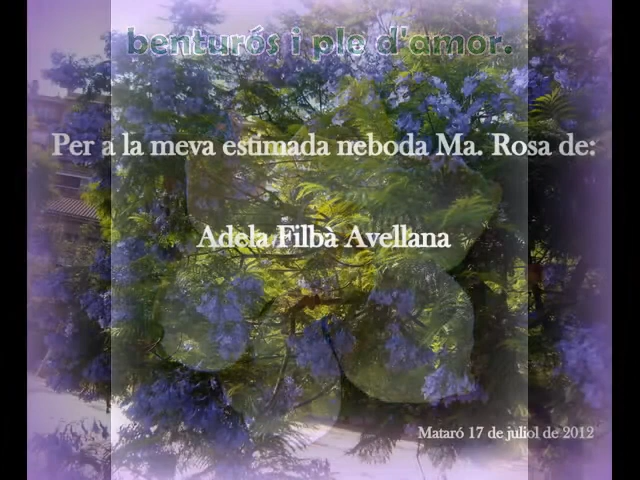 benturós i ple d'amor.
Per a la meva estimada neboda Ma. Rosa de:
Adela Filbà Avellana
Mataró 17 de juliol de 2012